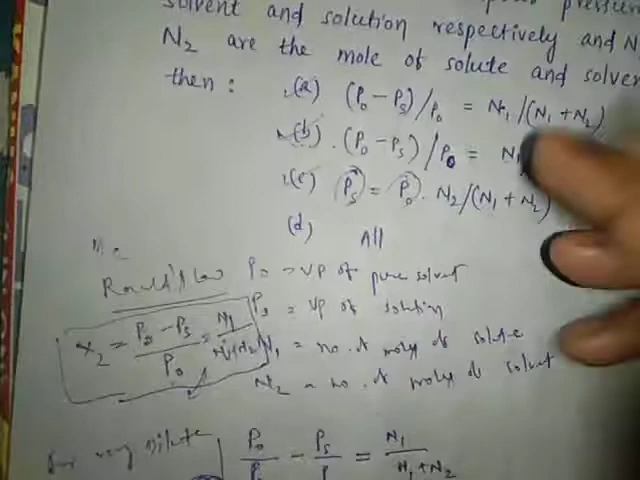 solvent and solution respectively and N
N2 are the mole of solute and solven
then : (a) (P0 – Ps)/P0 = N1/(N1+N2)
(b) . (P0 – Ps)/P0 = N1
(c) Ps = P0 . N2/(N1 + N2)
(d) All
Raoult's Law P0 → VP of pure solvent
Ps = VP of solution
x2 = P0 – Ps / P0 = N1 / N1+N2
N1 = no. of moles of solute
N2 = no. of moles of solvent
For very Dilute
P0/P0 – Ps/P = N1/N1+N2